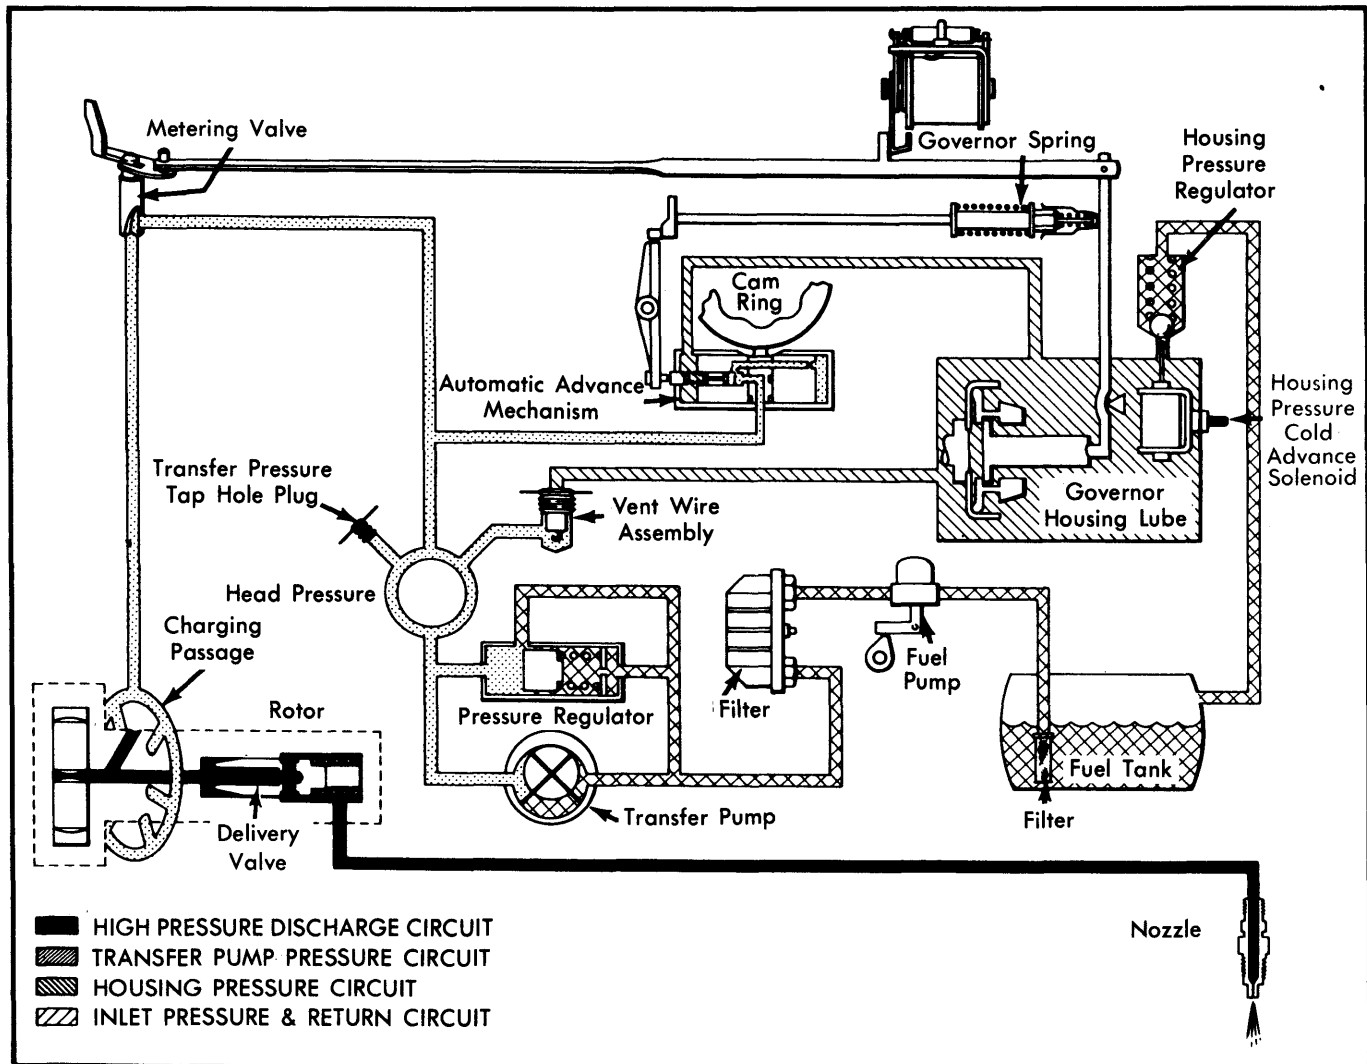 Metering Valve
Governor Spring
Housing
Pressure
Regulator
Cam
Ring
Automatic Advance
Mechanism
Housing
Pressure
Cold
Advance
Solenoid
Transfer Pressure
Tap Hole Plug
Vent Wire
Assembly
Governor
Housing Lube
Head Pressure
Charging
Passage
Fuel
Pump
Rotor
Pressure Regulator
Filter
Fuel Tank
Transfer Pump
Filter
Delivery
Valve
Nozzle
HIGH PRESSURE DISCHARGE CIRCUIT
TRANSFER PUMP PRESSURE CIRCUIT
HOUSING PRESSURE CIRCUIT
INLET PRESSURE & RETURN CIRCUIT